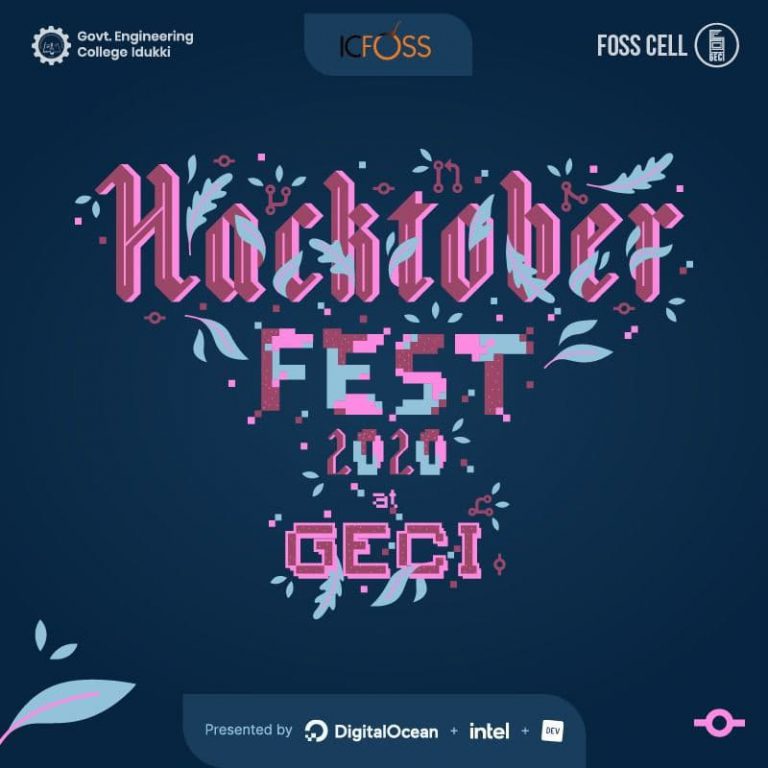 Govt. Engineering
College Idukki
ICFOSS
FOSS CELL
GECI
Hacktober
FEST
2020
at
GECI
Presented by DigitalOcean + intel + DEV